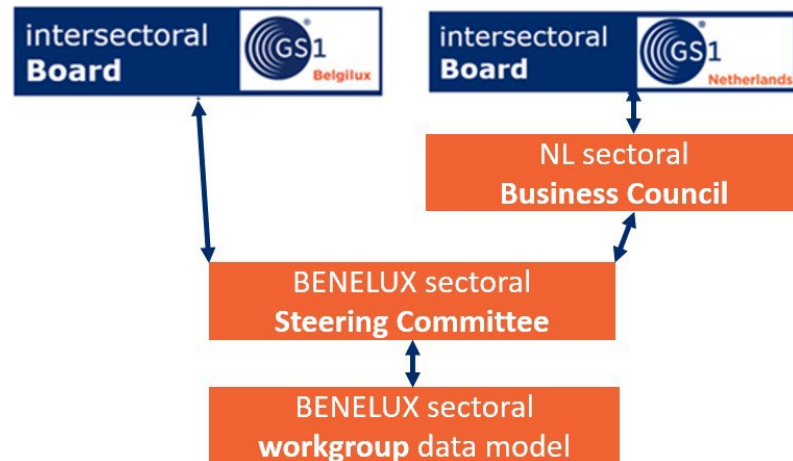 intersectoral
Board
GS1
Belgilux
intersectoral
Board
GS1
Netherlands
NL sectoral
Business Council
BENELUX sectoral
Steering Committee
BENELUX sectoral
workgroup data model